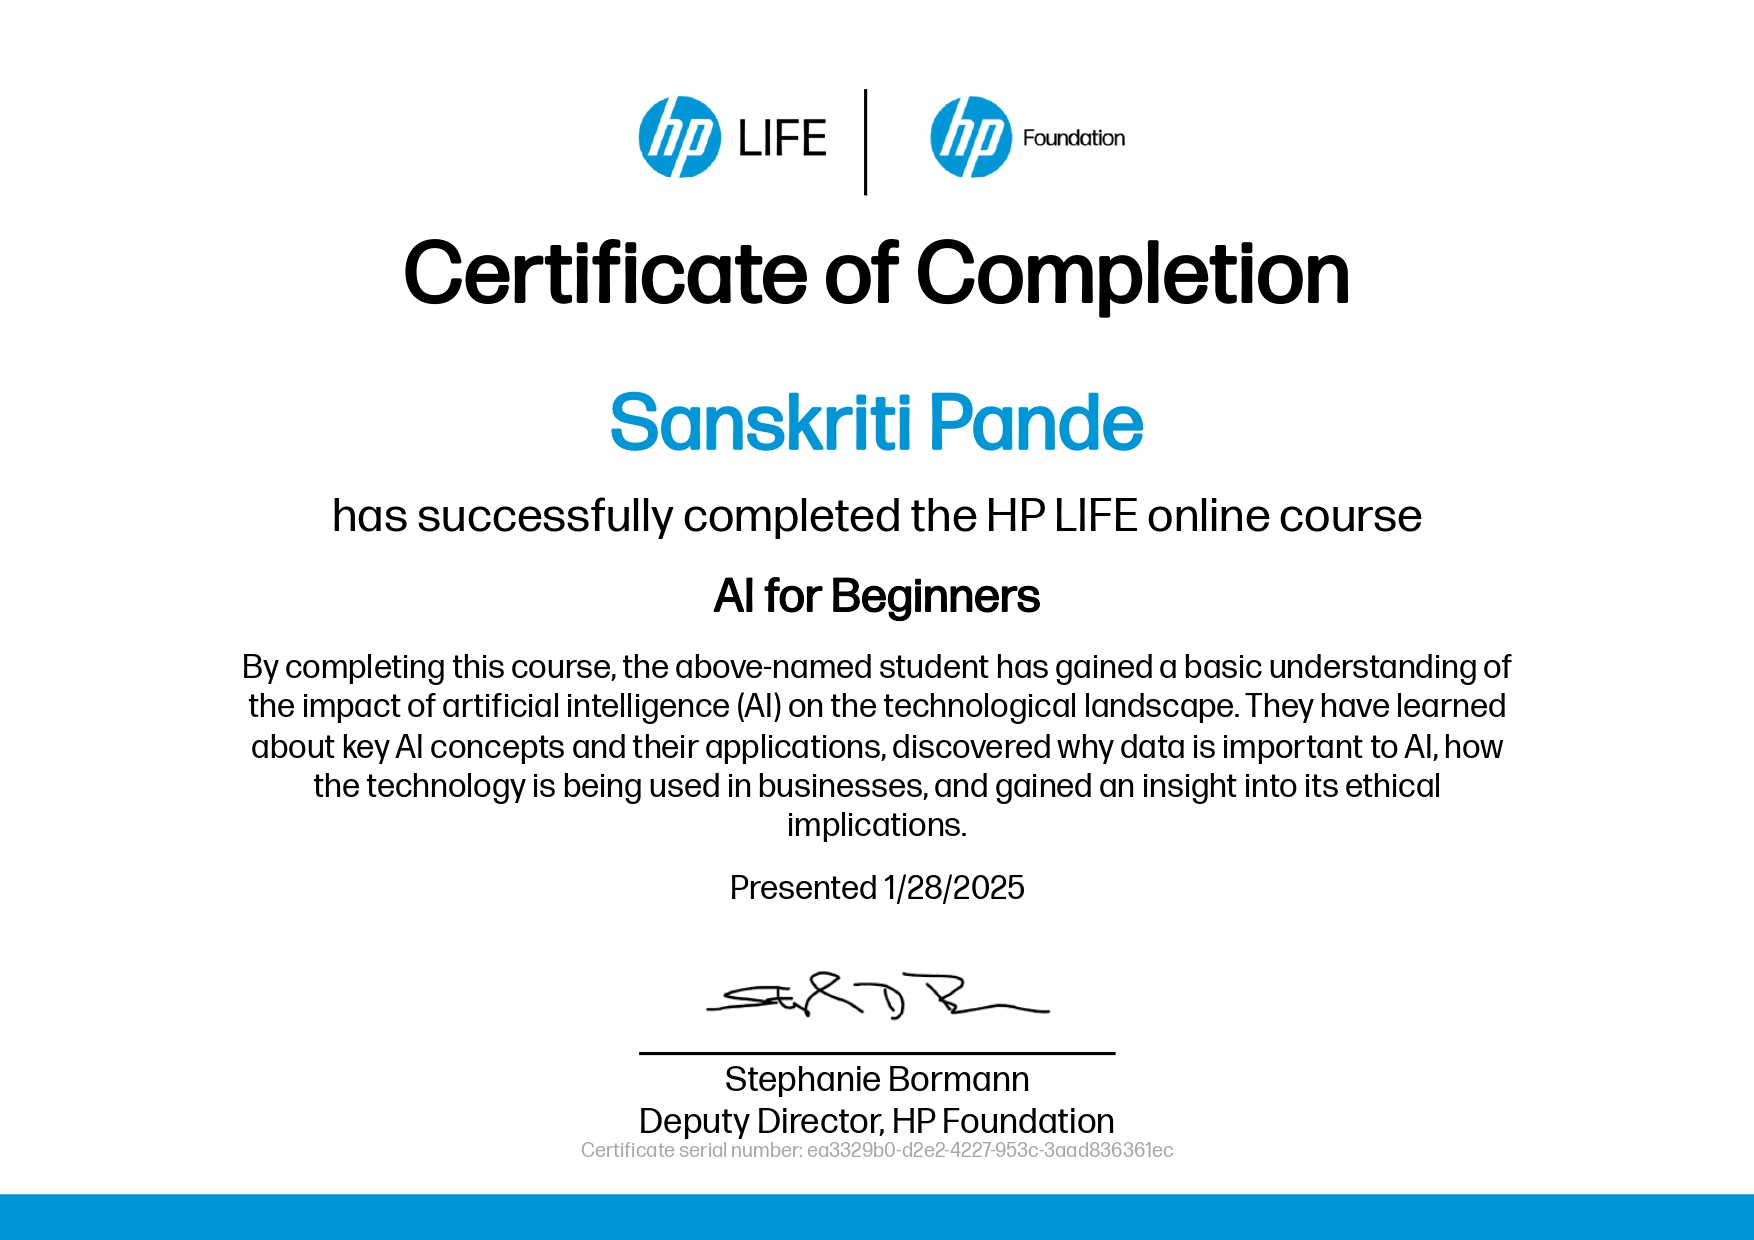 hp LIFE hp Foundation
Certificate of Completion
Sanskriti Pande
has successfully completed the HP LIFE online course
AI for Beginners
By completing this course, the above-named student has gained a basic understanding of
the impact of artificial intelligence (AI) on the technological landscape. They have learned
about key AI concepts and their applications, discovered why data is important to AI, how
the technology is being used in businesses, and gained an insight into its ethical
implications.
Presented 1/28/2025
Stephanie Bormann
Deputy Director, HP Foundation
Certificate serial number: ea3329b0-d2e2-4227-953c-3aad836361ec